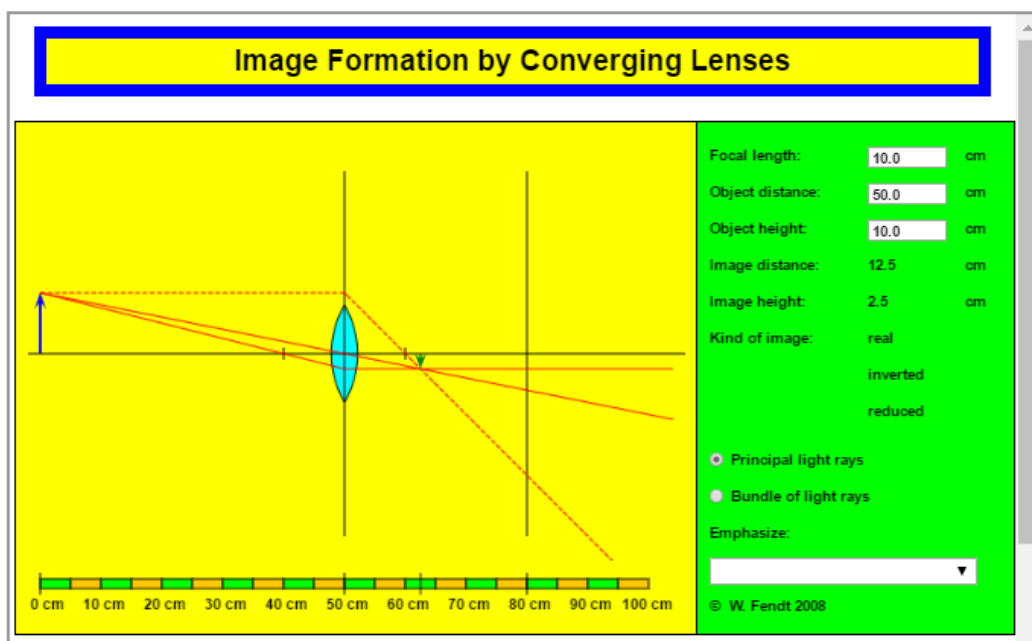 Image Formation by Converging Lenses
Focal length: 10.0 cm
Object distance: 50.0 cm
Object height: 10.0 cm
Image distance: 12.5 cm
Image height: 2.5 cm
Kind of image: real
inverted
reduced
Principal light rays
Bundle of light rays
Emphasize:
© W. Fendt 2008
0 cm 10 cm 20 cm 30 cm 40 cm 50 cm 60 cm 70 cm 80 cm 90 cm 100 cm